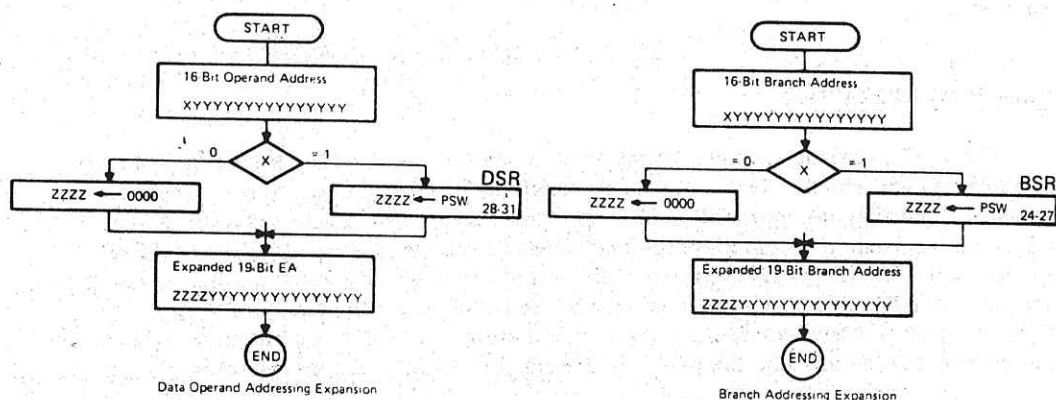 START
16 Bit Operand Address
XYYYYYYYYYYYYYYY
0
X
= 1
ZZZZ ← 0000
DSR
ZZZZ ← PSW
28-31
Expanded 19-Bit EA
ZZZZYYYYYYYYYYYYYYY
END
Data Operand Addressing Expansion
START
16-Bit Branch Address
XYYYYYYYYYYYYYYY
= 0
X
= 1
ZZZZ ← 0000
BSR
ZZZZ ← PSW
24-27
Expanded 19-Bit Branch Address
ZZZZYYYYYYYYYYYYYYY
END
Branch Addressing Expansion